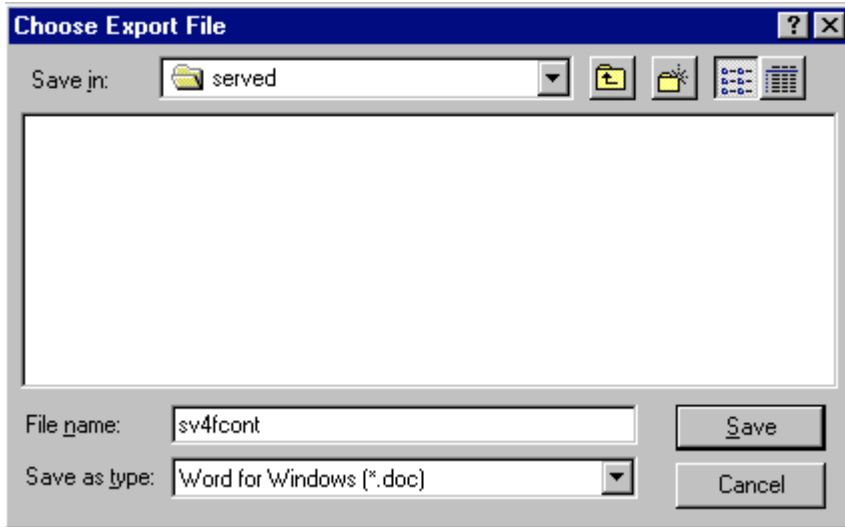 Choose Export File
Save in: served
File name: sv4fcont Save
Save as type: Word for Windows (*.doc) Cancel